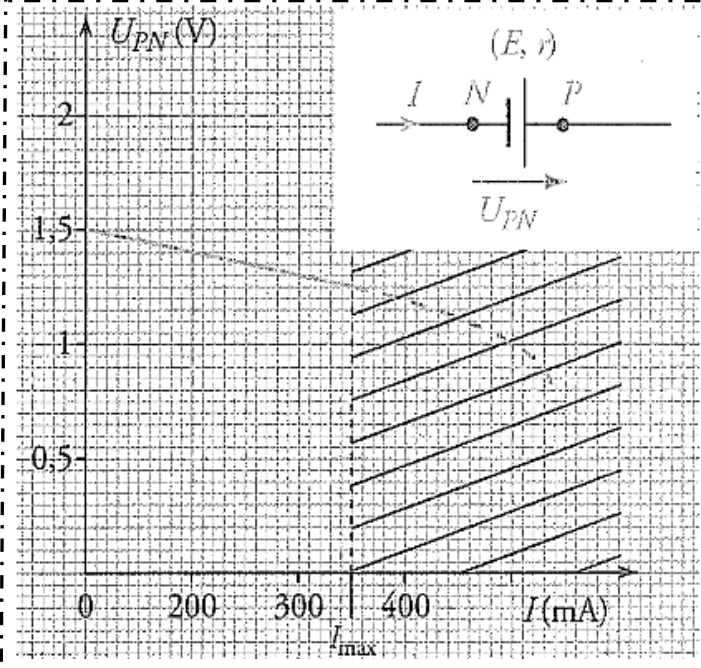 U_PN (V)
(E, r)
I N P
U_PN
2
1,5
1
0,5
0 200 300 400 I (mA)
I_max